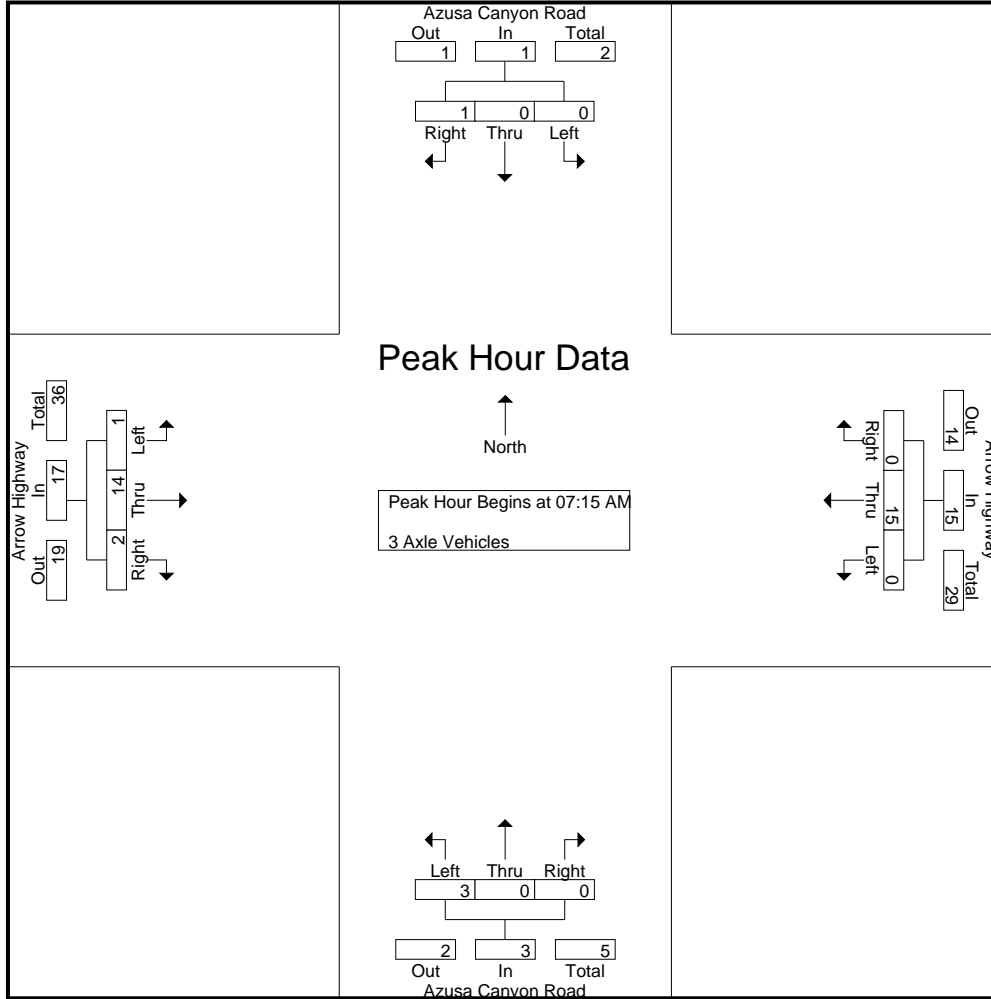 Azusa Canyon Road
Out In Total
1 1 2
1 0 0
Right Thru Left
Peak Hour Data
North
Peak Hour Begins at 07:15 AM
3 Axle Vehicles
Arrow Highway
Total In Out
36 17 19
1 14 2
Left Thru Right
Arrow Highway
Out In Total
14 15 29
0 15 0
Right Thru Left
Left Thru Right
3 0 0
2 3 5
Out In Total
Azusa Canyon Road